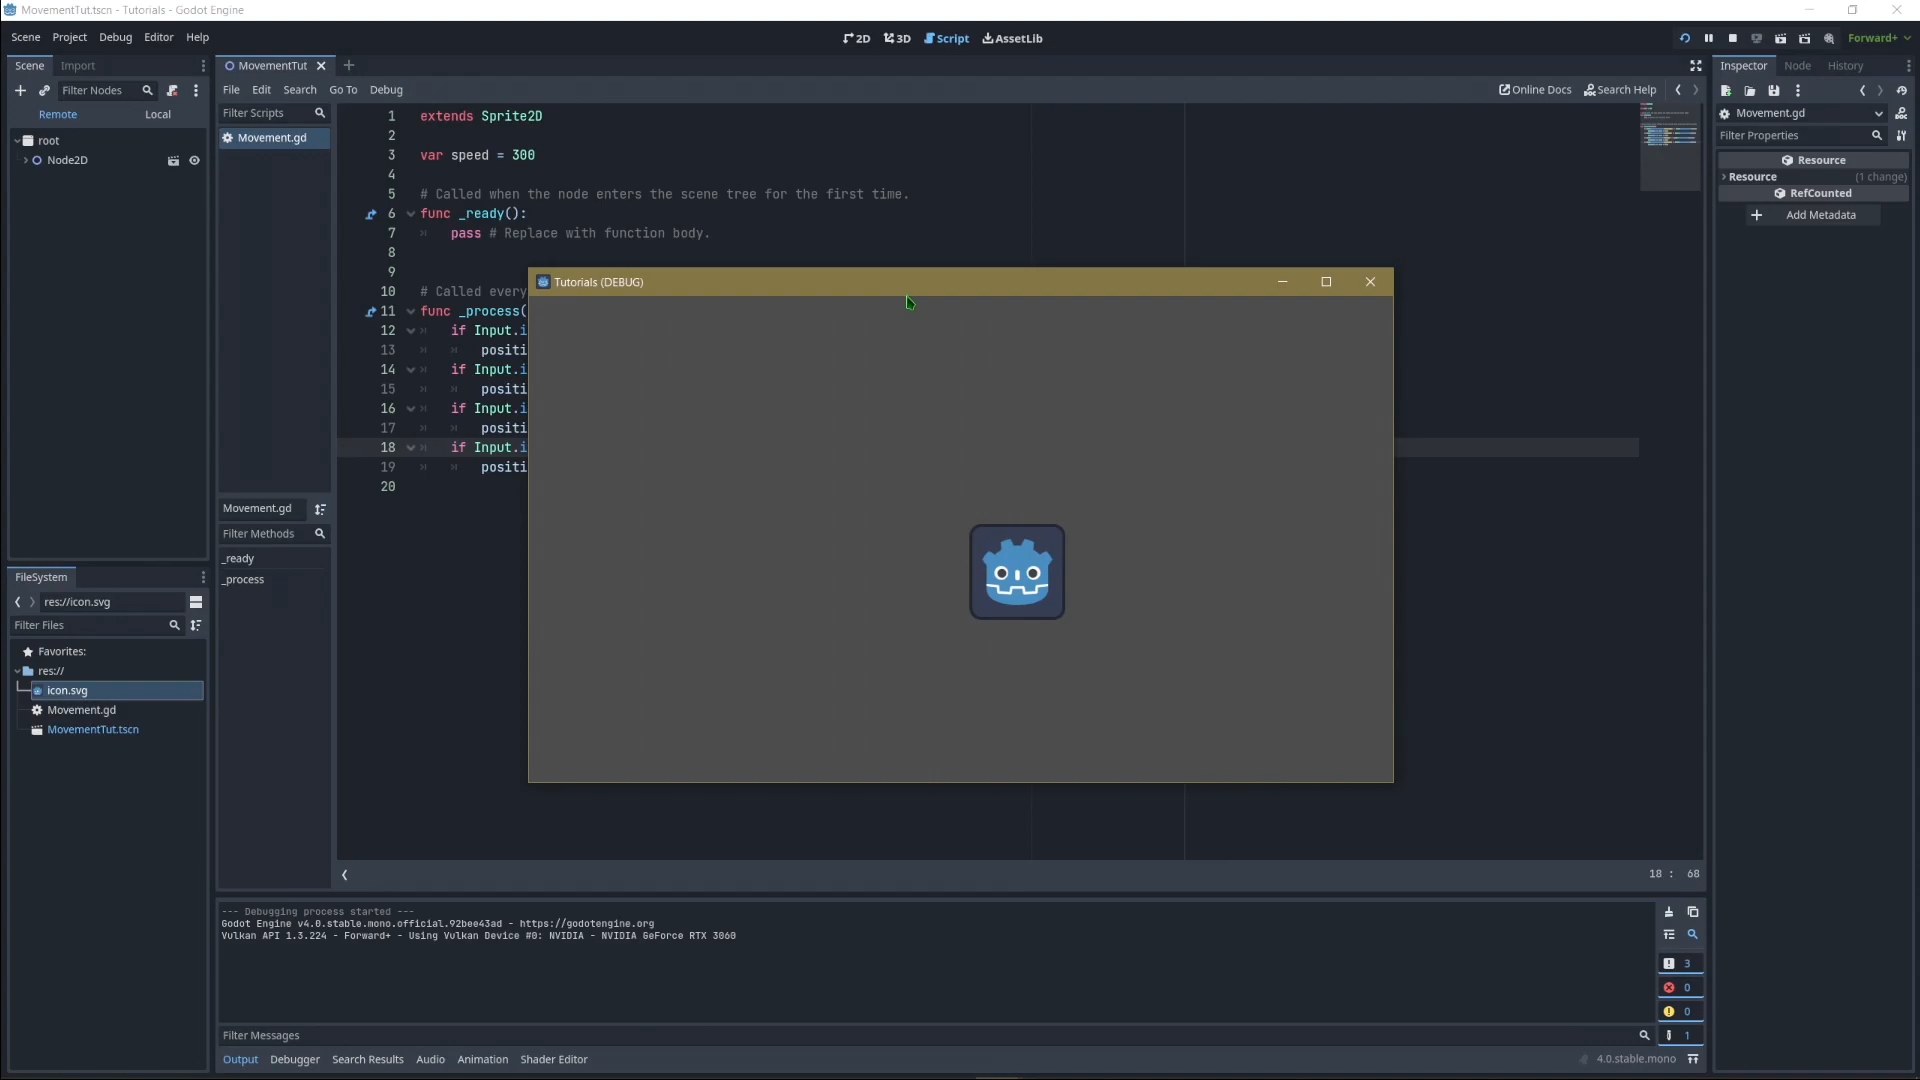 MovementTut.tscn - Tutorials - Godot Engine
Scene Project Debug Editor Help
2D 3D Script AssetLib
Forward+
Scene Import
MovementTut
Inspector Node History
Filter Nodes
File Edit Search Go To Debug
Online Docs Search Help
Remote Local
Filter Scripts
Movement.gd
Movement.gd
Filter Properties
root
Node2D
Resource
Resource (1 change)
RefCounted
Add Metadata
1 extends Sprite2D
2
3 var speed = 300
4
5 # Called when the node enters the scene tree for the first time.
6 func _ready():
7 pass # Replace with function body.
8
9
10 # Called every
11 func _process(
12 if Input.i
13 positi
14 if Input.i
15 positi
16 if Input.i
17 positi
18 if Input.i
19 positi
20
Tutorials (DEBUG)
Movement.gd
Filter Methods
_ready
_process
FileSystem
res://icon.svg
Filter Files
Favorites:
res://
icon.svg
Movement.gd
MovementTut.tscn
18 : 68
--- Debugging process started ---
Godot Engine v4.0.stable.mono.official.92bee43ad - https://godotengine.org
Vulkan API 1.3.224 - Forward+ - Using Vulkan Device #0: NVIDIA - NVIDIA GeForce RTX 3060
3
0
0
1
Filter Messages
Output Debugger Search Results Audio Animation Shader Editor
4.0.stable.mono